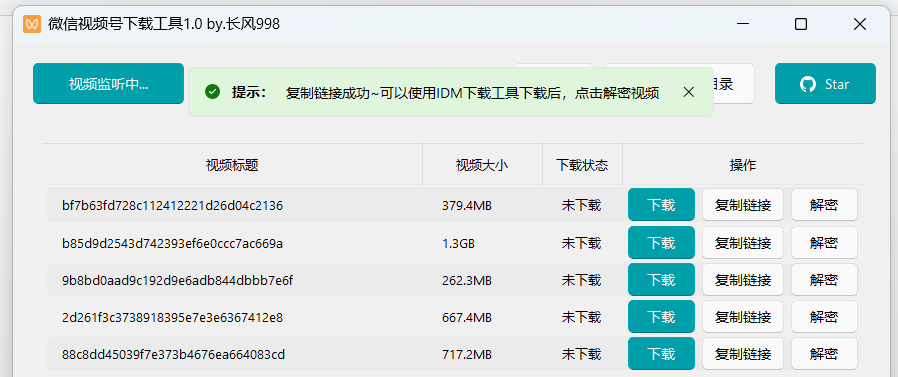 微信视频号下载工具1.0 by.长风998
视频监听中... 提示： 复制链接成功~可以使用IDM下载工具下载后，点击解密视频 录 Star
视频标题 视频大小 下载状态 操作
bf7b63fd728c112412221d26d04c2136 379.4MB 未下载 下载 复制链接 解密
b85d9d2543d742393ef6e0ccc7ac669a 1.3GB 未下载 下载 复制链接 解密
9b8bd0aad9c192d9e6adb844dbbb7e6f 262.3MB 未下载 下载 复制链接 解密
2d261f3c3738918395e7e3e6367412e8 667.4MB 未下载 下载 复制链接 解密
88c8dd45039f7e373b4676ea664083cd 717.2MB 未下载 下载 复制链接 解密